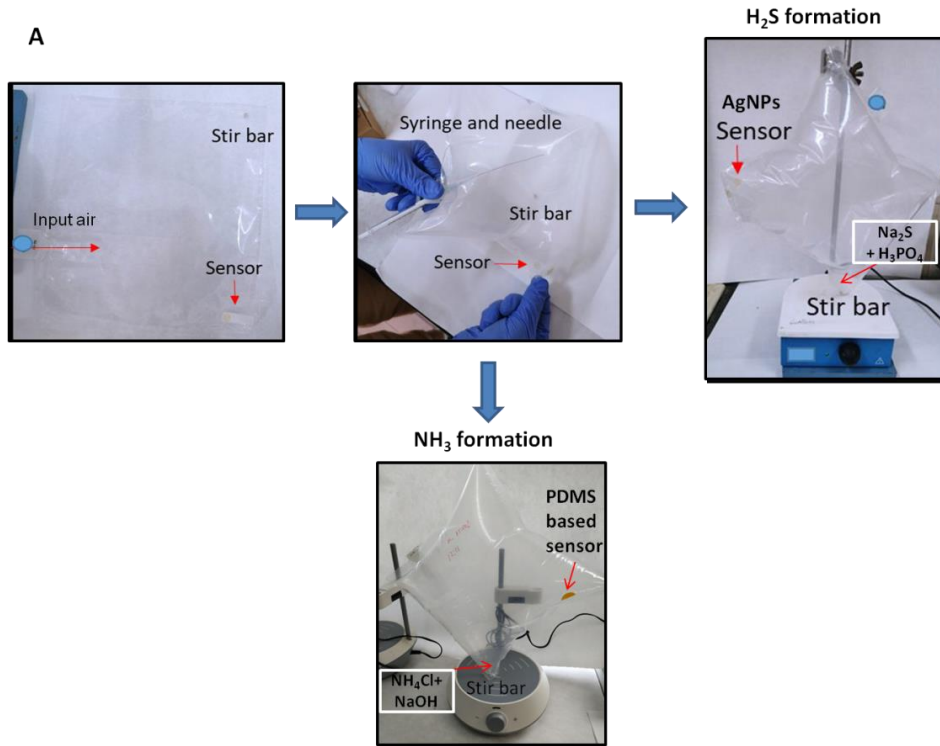 A
H₂S formation
Stir bar
Input air
Sensor
Syringe and needle
Stir bar
Sensor
AgNPs
Sensor
Na₂S
+ H₃PO₄
Stir bar
NH₃ formation
PDMS
based
sensor
NH₄Cl+
NaOH
Stir bar